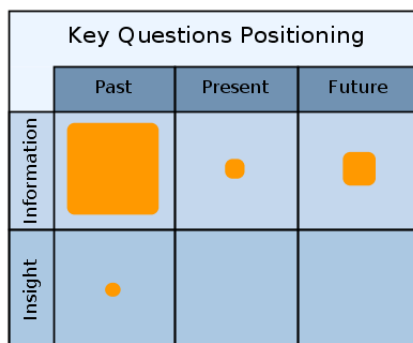 Key Questions Positioning
Past Present Future
Information
Insight